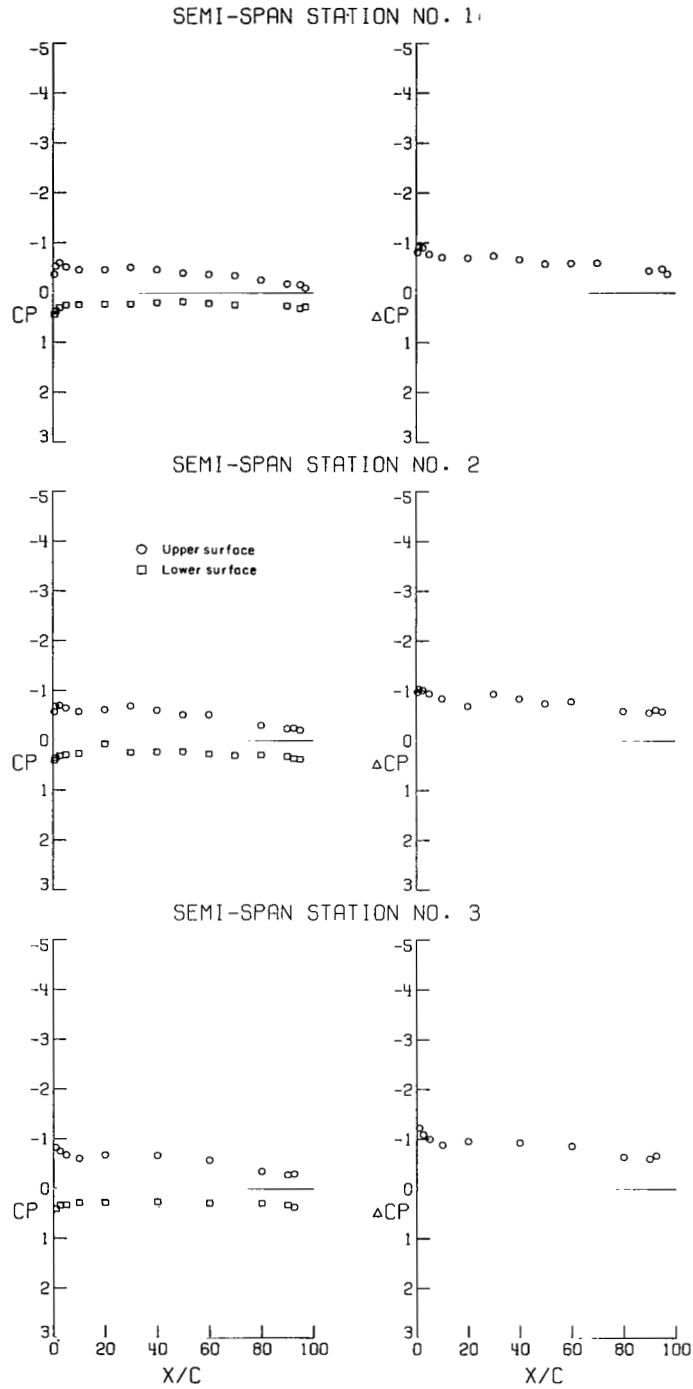 SEMI-SPAN STATION NO. 1
-5 -5
-4 -4
-3 -3
-2 -2
-1 -1
0 0
CP ΔCP
1 1
2 2
3 3
SEMI-SPAN STATION NO. 2
-5 -5
○ Upper surface
-4 -4
□ Lower surface
-3 -3
-2 -2
-1 -1
0 0
CP ΔCP
1 1
2 2
3 3
SEMI-SPAN STATION NO. 3
-5 -5
-4 -4
-3 -3
-2 -2
-1 -1
0 0
CP ΔCP
1 1
2 2
3 3
0 20 40 60 80 100 0 20 40 60 80 100
X/C X/C